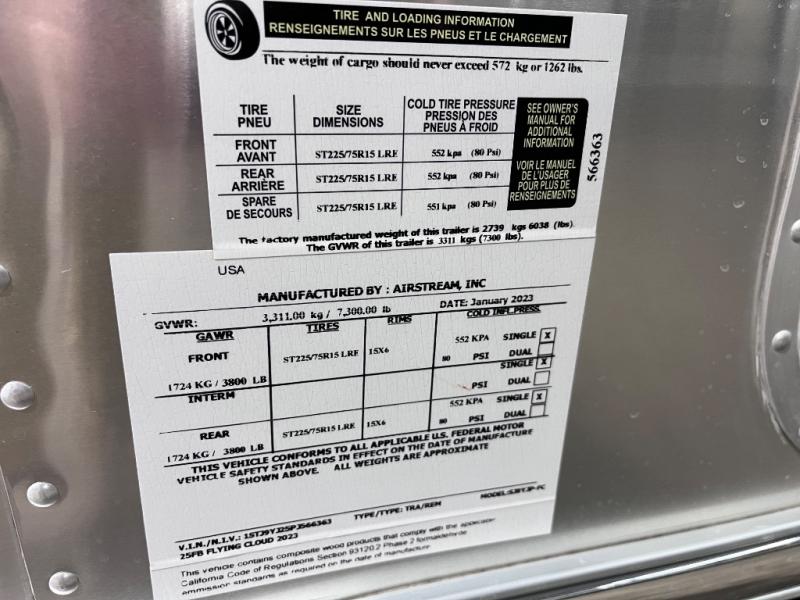 TIRE AND LOADING INFORMATION
RENSEIGNEMENTS SUR LES PNEUS ET LE CHARGEMENT
The weight of cargo should never exceed 572 kg or 1262 lbs.
TIRE PNEU SIZE DIMENSIONS COLD TIRE PRESSURE PRESSION DES PNEUS À FROID
FRONT AVANT ST225/75R15 LRE 552 kpa (80 Psi)
REAR ARRIÈRE ST225/75R15 LRE 552 kpa (80 Psi)
SPARE DE SECOURS ST225/75R15 LRE 551 kpa (80 Psi)
SEE OWNER'S
MANUAL FOR
ADDITIONAL
INFORMATION
VOIR LE MANUEL
DE L'USAGER
POUR PLUS DE
RENSEIGNEMENTS
566363
The factory manufactured weight of this trailer is 2739 kgs 6038 (lbs).
The GVWR of this trailer is 3311 kgs (7300 lbs).
USA
MANUFACTURED BY : AIRSTREAM, INC
GVWR: 3,311.00 kg / 7,300.00 lb DATE: January 2023
GAWR TIRES RIMS COLD INFL.PRESS.
FRONT ST225/75R15 LRE 15X6 552 KPA SINGLE X
80 PSI DUAL
1724 KG / 3800 LB
SINGLE X
INTERM PSI DUAL
552 KPA SINGLE X
REAR ST225/75R15 LRE 15X6 80 PSI DUAL
1724 KG / 3800 LB
THIS VEHICLE CONFORMS TO ALL APPLICABLE U.S. FEDERAL MOTOR
VEHICLE SAFETY STANDARDS IN EFFECT ON THE DATE OF MANUFACTURE
SHOWN ABOVE. ALL WEIGHTS ARE APPROXIMATE
V.I.N./N.I.V.: 1STJ9YJ25PJ566363 TYPE/TYPE: TRA/REM MODEL:
25FB FLYING CLOUD 2023
This vehicle contains composite wood products that comply with the applicable
California Code of Regulations Section 93120.2 Phase 2 formaldehyde
emmission standards as required on the date of manufacture